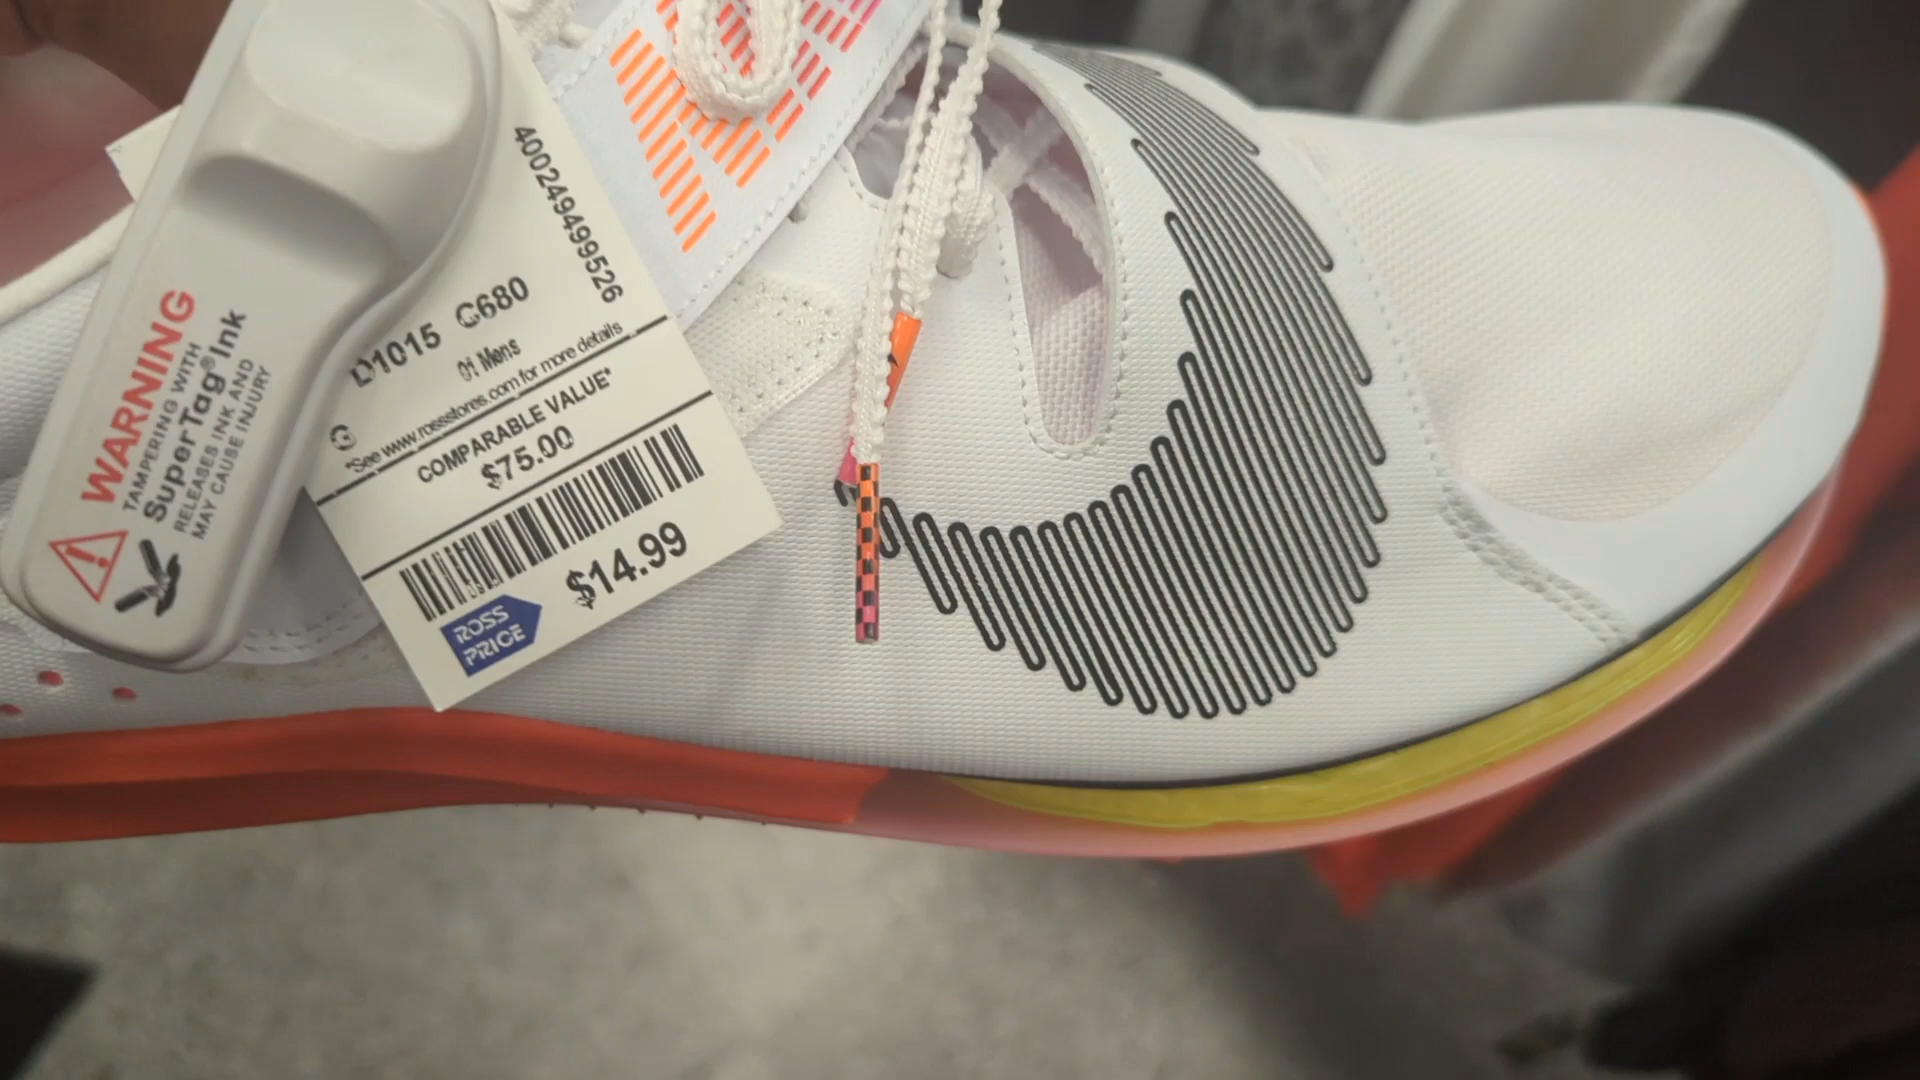 400249499526
D1015 C680
01 Mens
G
*See www.rossstores.com for more details
COMPARABLE VALUE*
$75.00
$14.99
ROSS
PRICE
WARNING
TAMPERING WITH
SuperTag® Ink
RELEASES INK AND
MAY CAUSE INJURY